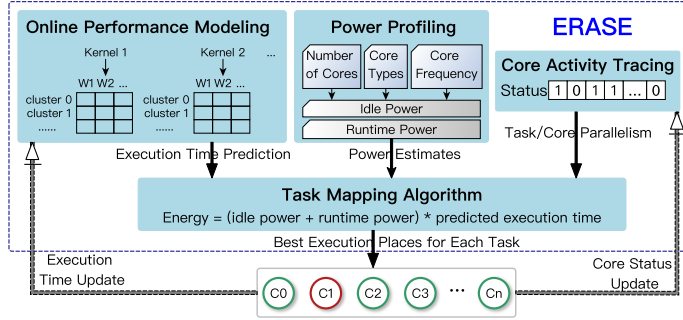 Online Performance Modeling
Kernel 1
Kernel 2
...
W1 W2 ...
W1 W2 ...
cluster 0
cluster 1
......
cluster 0
cluster 1
......
Power Profiling
Number of Cores
Core Types
Core Frequency
Idle Power
Runtime Power
ERASE
Core Activity Tracing
Status 1 0 1 1 ... 0
Execution Time Prediction
Power Estimates
Task/Core Parallelism
Task Mapping Algorithm
Energy = (idle power + runtime power) * predicted execution time
Best Execution Places for Each Task
Execution
Time Update
Core Status
Update
C0 C1 C2 C3 ... Cn